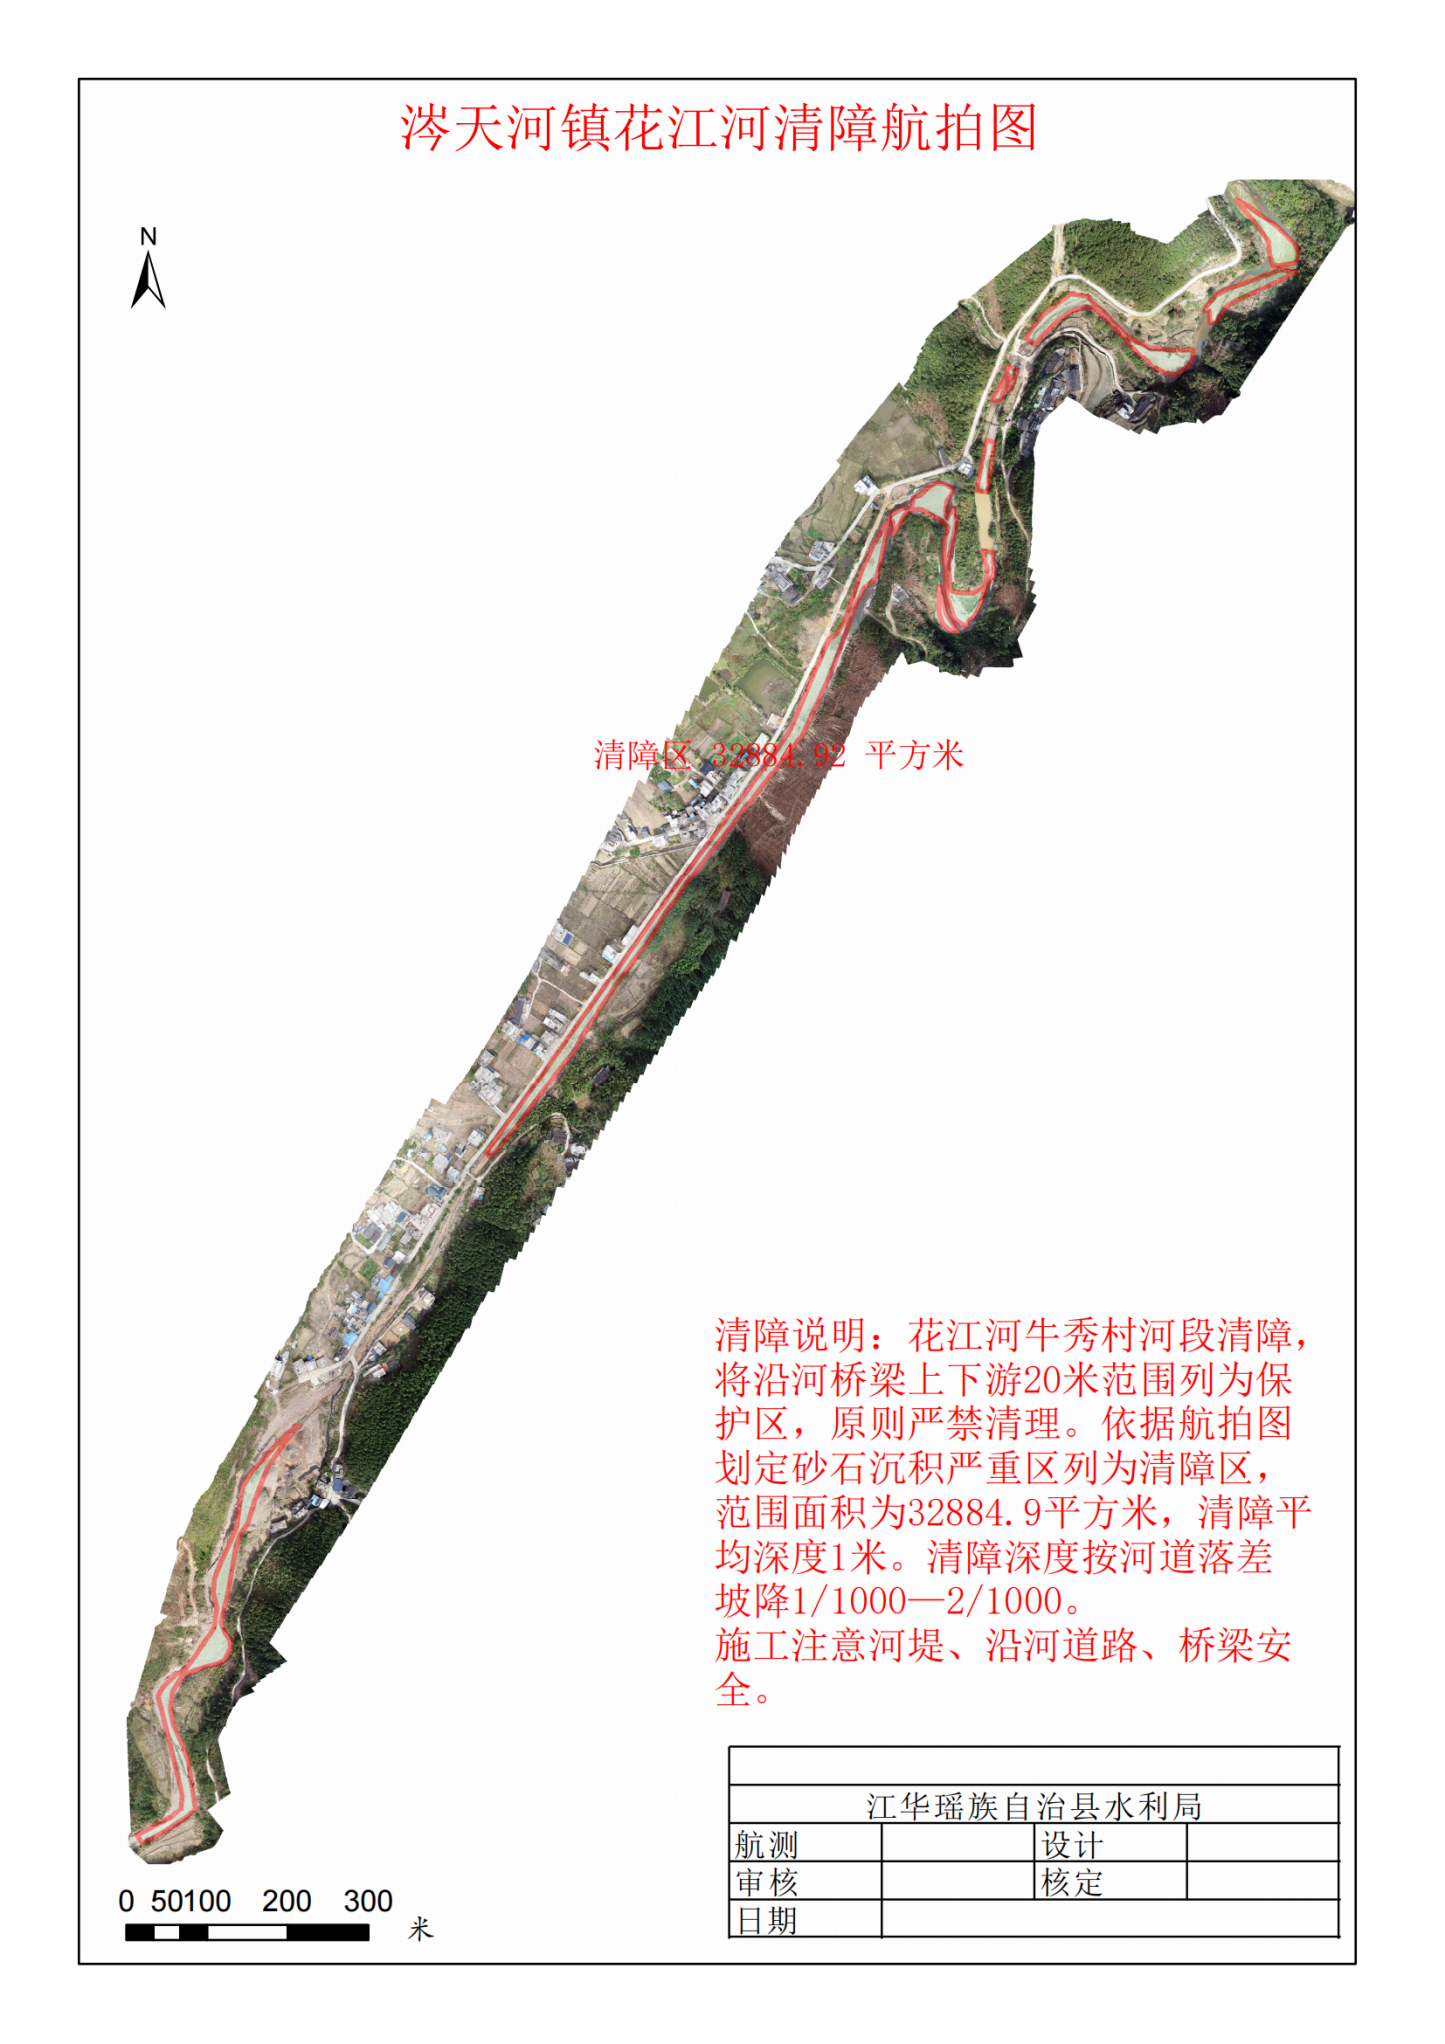 涔天河镇花江河清障航拍图
N
清障区 32884.92 平方米
清障说明：花江河牛秀村河段清障，
将沿河桥梁上下游20米范围列为保
护区，原则严禁清理。依据航拍图
划定砂石沉积严重区列为清障区，
范围面积为32884.9平方米，清障平
均深度1米。清障深度按河道落差
坡降1/1000—2/1000。
施工注意河堤、沿河道路、桥梁安
全。
江华瑶族自治县水利局
航测 设计
审核 核定
日期
0 50100 200 300
米